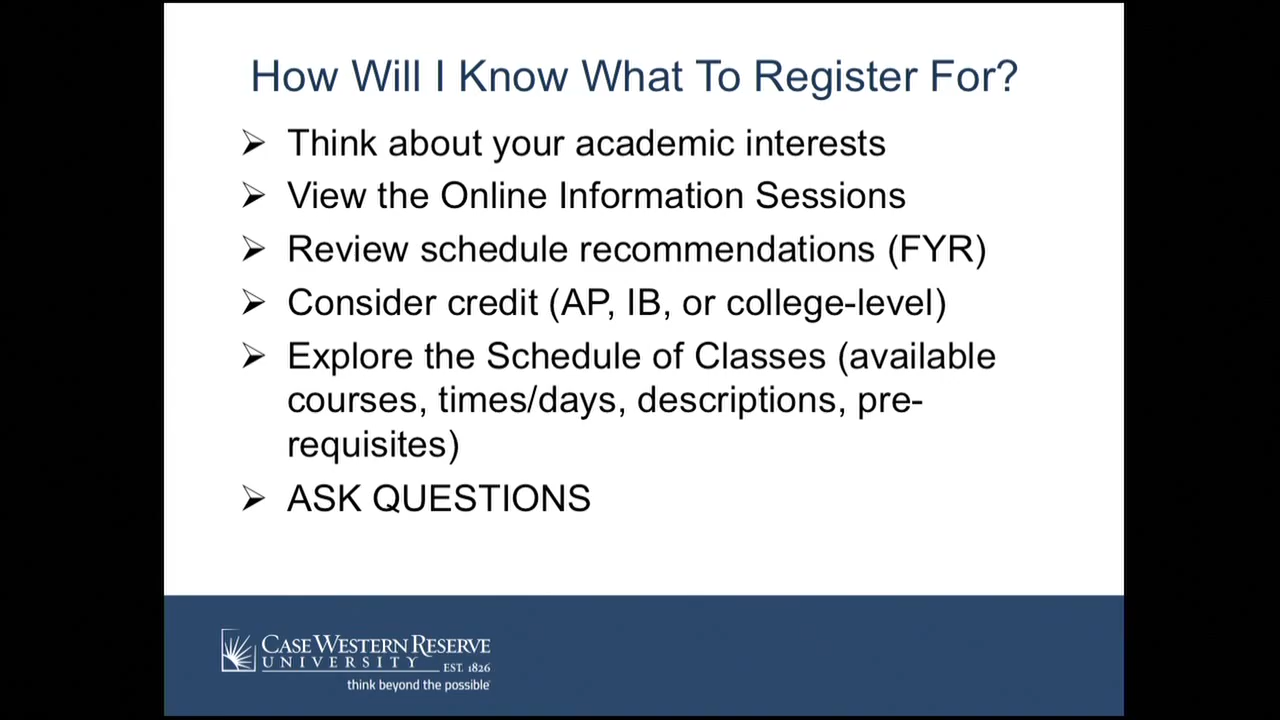 How Will I Know What To Register For?
➢ Think about your academic interests
➢ View the Online Information Sessions
➢ Review schedule recommendations (FYR)
➢ Consider credit (AP, IB, or college-level)
➢ Explore the Schedule of Classes (available
courses, times/days, descriptions, pre-
requisites)
➢ ASK QUESTIONS
CASE WESTERN RESERVE
UNIVERSITY EST. 1826
think beyond the possible